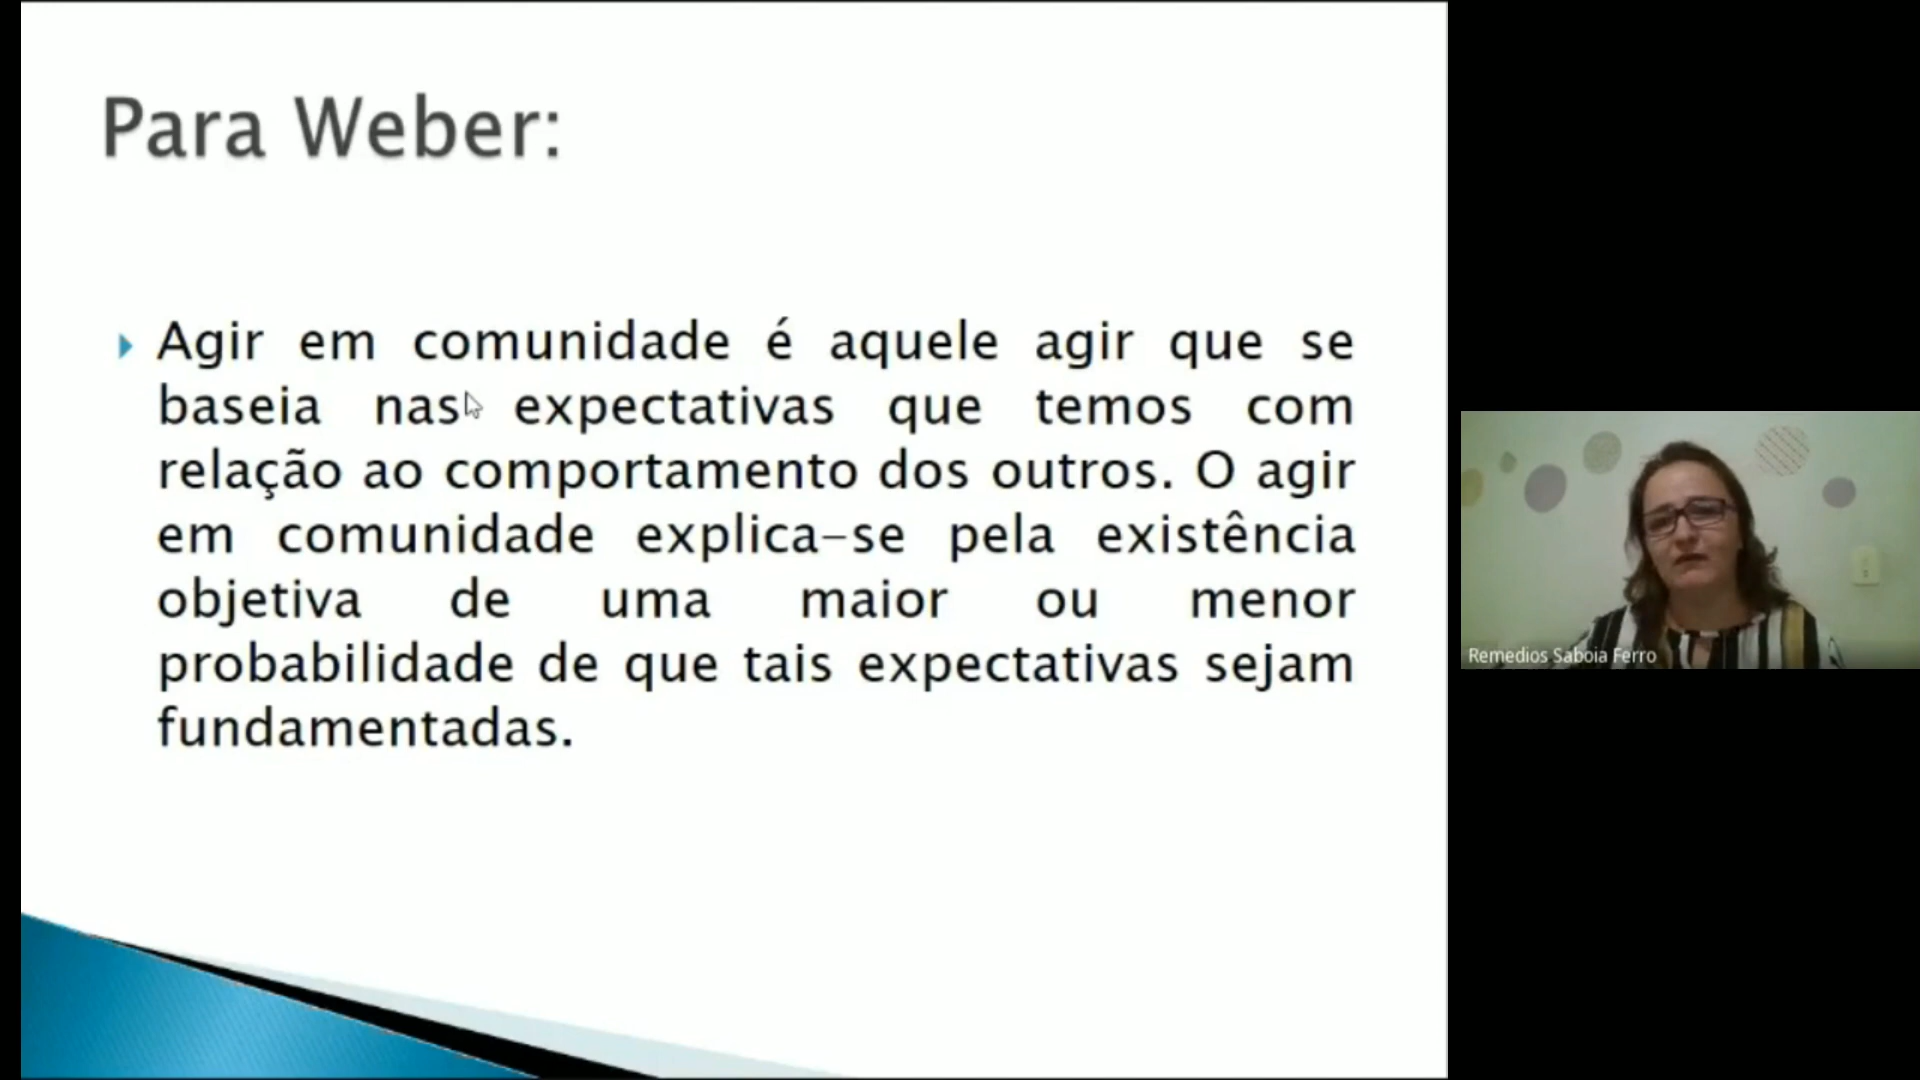 Para Weber:
Agir em comunidade é aquele agir que se
baseia nas expectativas que temos com
relação ao comportamento dos outros. O agir
em comunidade explica-se pela existência
objetiva de uma maior ou menor
probabilidade de que tais expectativas sejam
fundamentadas.
Remedios Saboia Ferro